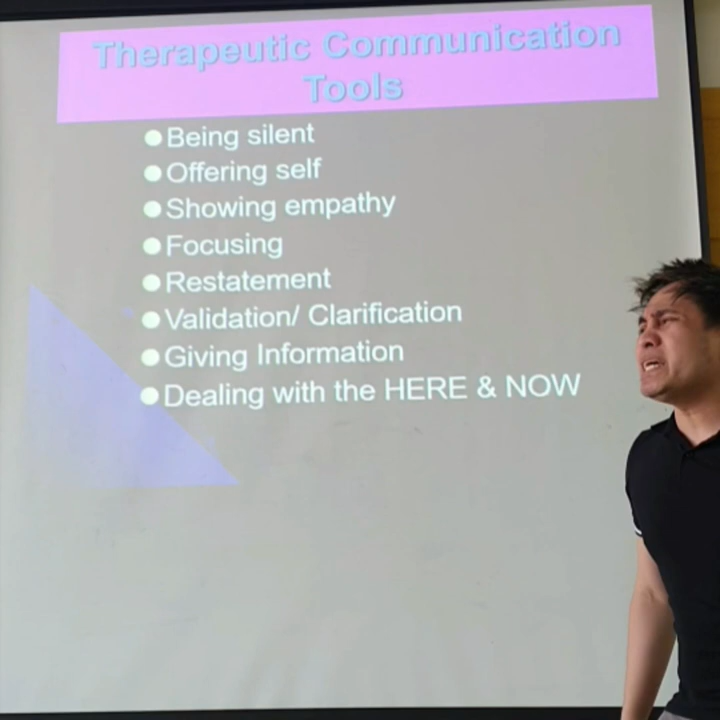 Therapeutic Communication
Tools
●Being silent
●Offering self
●Showing empathy
●Focusing
●Restatement
●Validation/ Clarification
●Giving Information
●Dealing with the HERE & NOW